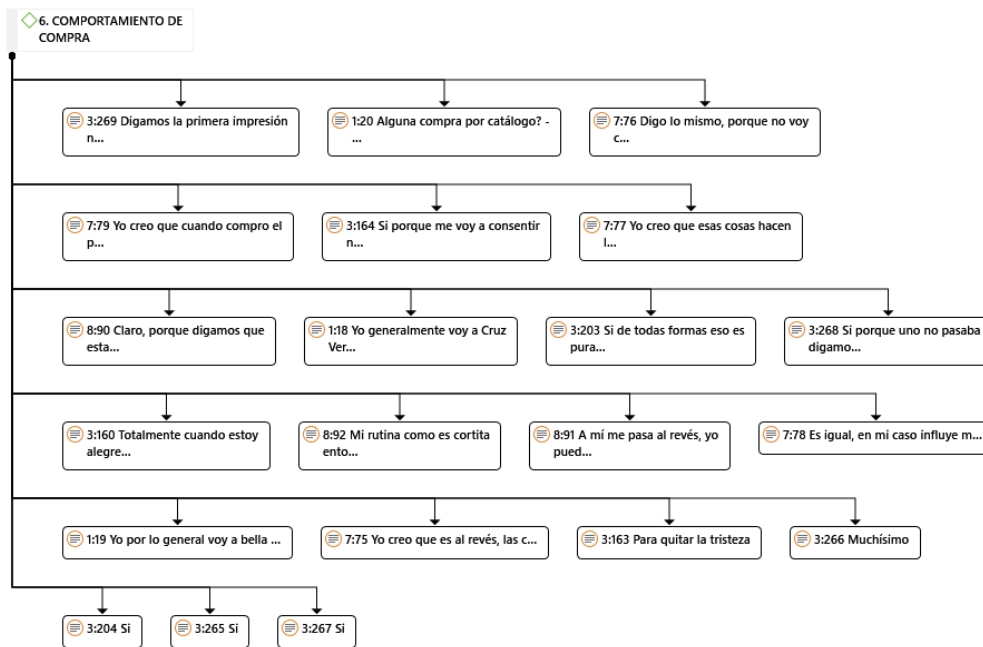 6. COMPORTAMIENTO DE
COMPRA
3:269 Digamos la primera impresión
n...
1:20 Alguna compra por catálogo? -
...
7:76 Digo lo mismo, porque no voy
c...
7:79 Yo creo que cuando compro el
p...
3:164 Si porque me voy a consentir
n...
7:77 Yo creo que esas cosas hacen
l...
8:90 Claro, porque digamos que
esta...
1:18 Yo generalmente voy a Cruz
Ver...
3:203 Si de todas formas eso es
pura...
3:268 Si porque uno no pasaba
digamo...
3:160 Totalmente cuando estoy
alegre...
8:92 Mi rutina como es cortita
ento...
8:91 A mí me pasa al revés, yo
pued...
7:78 Es igual, en mi caso influye m...
1:19 Yo por lo general voy a bella ...
7:75 Yo creo que es al revés, las c...
3:163 Para quitar la tristeza
3:266 Muchísimo
3:204 Si
3:265 Si
3:267 Si